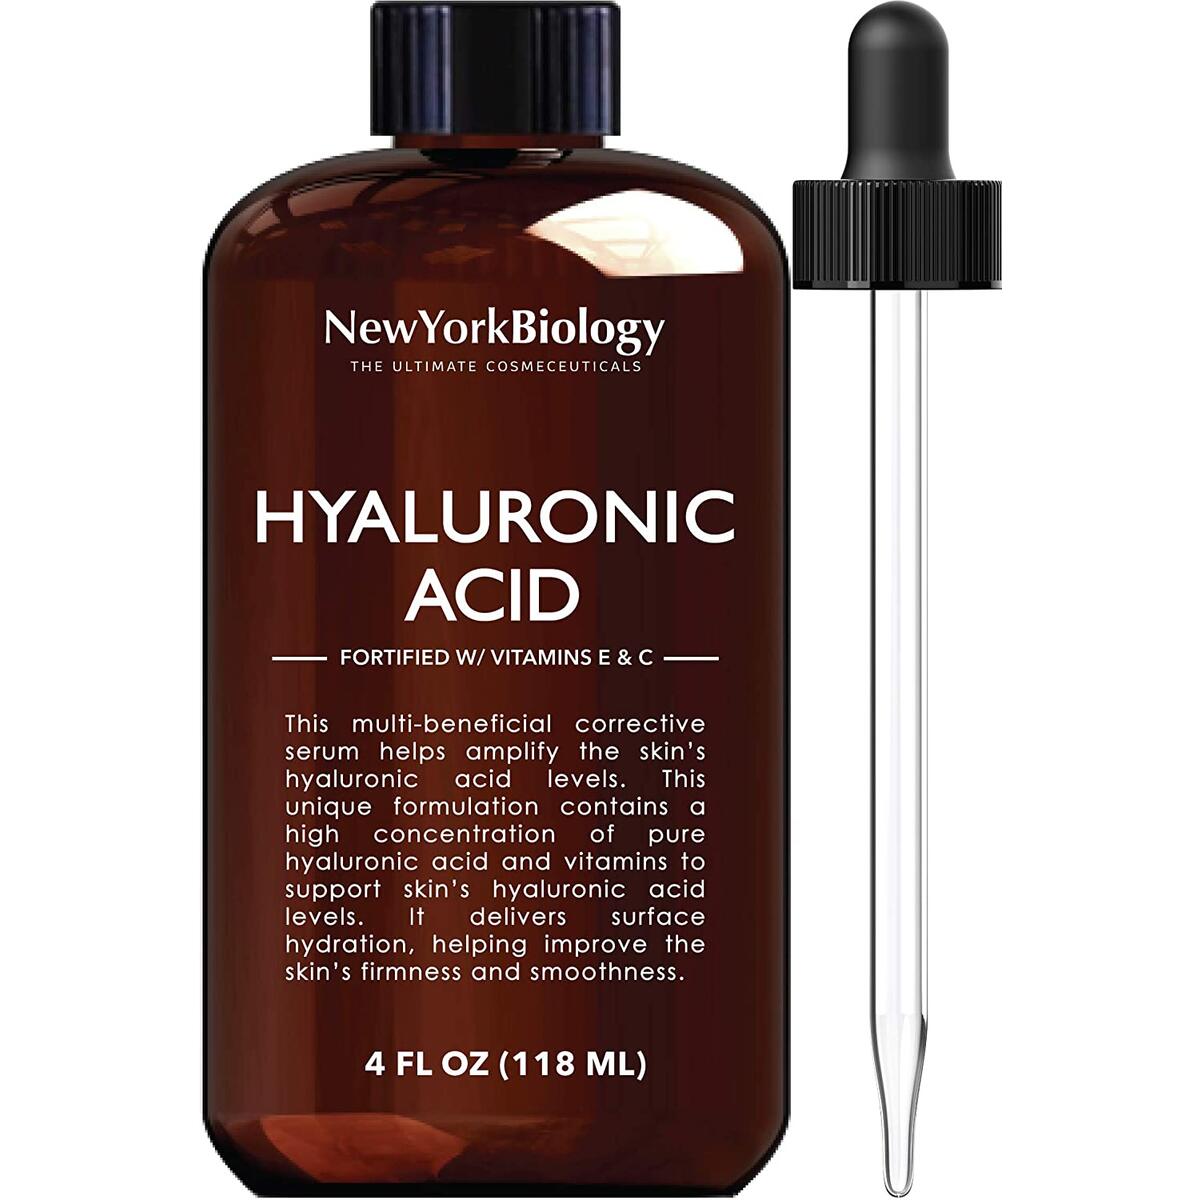 NewYorkBiology
THE ULTIMATE COSMECEUTICALS
HYALURONIC
ACID
FORTIFIED W/ VITAMINS E & C
This multi-beneficial corrective
serum helps amplify the skin's
hyaluronic acid levels. This
unique formulation contains a
high concentration of pure
hyaluronic acid and vitamins to
support skin's hyaluronic acid
levels. It delivers surface
hydration, helping improve the
skin's firmness and smoothness.
4 FL OZ (118 ML)